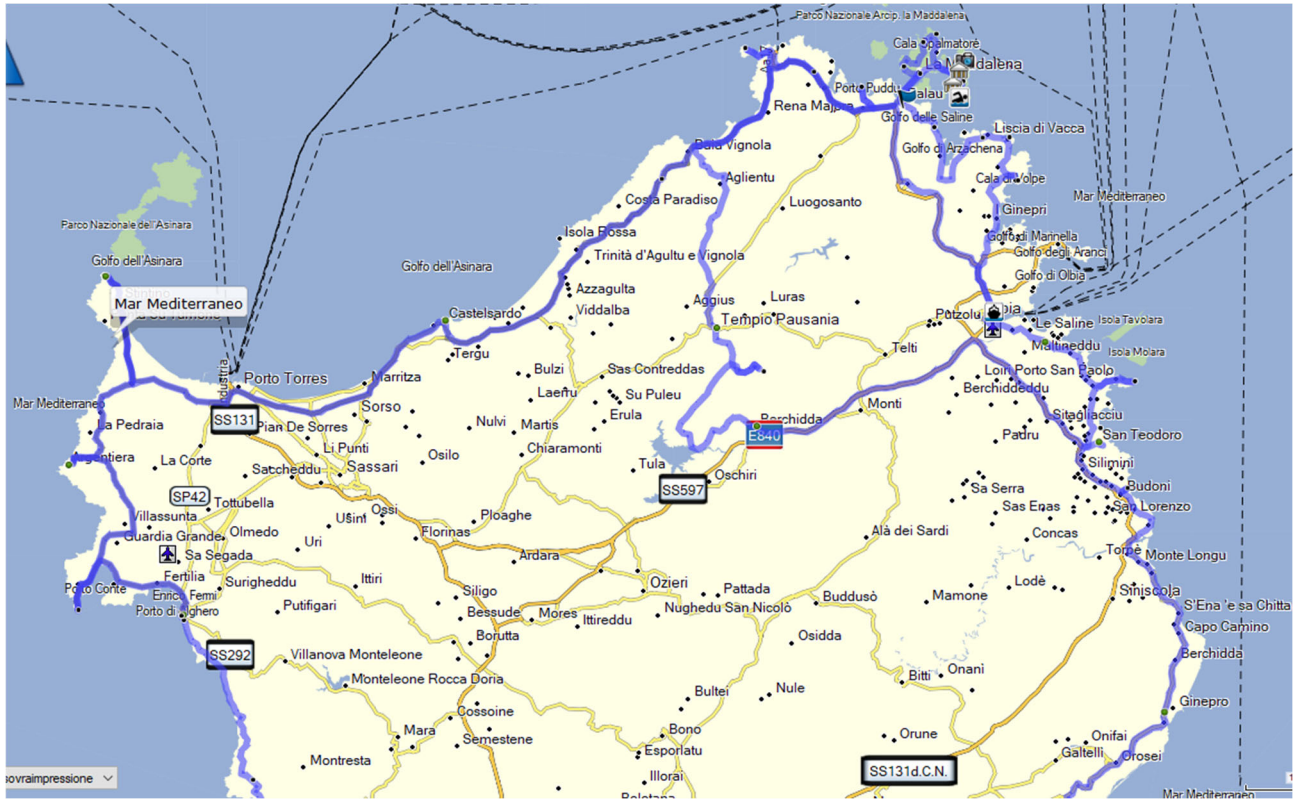 Parco Nazionale Arcip. la Maddalena
Cala Spalmatore
La Maddalena
Porto Puddu
Palau
Rena Majora
Golfo delle Saline
Liscia di Vacca
Baia Vignola
Golfo di Arzachena
Aglientu
Cala di Volpe
Costa Paradiso
Luogosanto
Mar Mediterraneo
Parco Nazionale dell'Asinara
Ginepri
Isola Rossa
Golfo di Marinella
Golfo degli Aranci
Trinità d'Agultu e Vignola
Golfo dell'Asinara
Golfo dell'Asinara
Golfo di Olbia
Azzagulta
Mar Mediterraneo
Aggius
Luras
Castelsardo
Viddalba
Tempio Pausania
Putzolu
Le Saline
Isola Tavolara
Multineddu
Isola Molara
Tergu
Telti
Bulzi
Sas Contreddas
Loiri
Porto San Paolo
Porto Torres
Marritza
Berchiddeddu
Laerru
Su Puleu
Mar Mediterraneo
Sorso
Erula
Monti
Sitagliacciu
SS131
Nulvi
Martis
Berchidda
La Pedraia
Pian De Sorres
E840
Padru
San Teodoro
Li Punti
Chiaramonti
Argentiera
La Corte
Osilo
Silimini
Sassari
Tula
Saccheddu
Oschiri
SS597
Sa Serra
Budoni
SP42
Tottubella
Sas Enas
San Lorenzo
Ossi
Villassunta
Usini
Ploaghe
Olmedo
Florinas
Alà dei Sardi
Concas
Guardia Grande
Uri
Torpè
Sa Segada
Ardara
Monte Longu
Fertilia
Ittiri
Ozieri
Lodè
Porto Conte
Surigheddu
Pattada
Siniscola
Enrico Fermi
Siligo
Buddusò
Mamone
Porto di Alghero
Putifigari
Bessude
Mores
Nughedu San Nicolò
S'Ena 'e sa Chitta
Ittireddu
Capo Camino
Borutta
Osidda
SS292
Villanova Monteleone
Berchidda
Onanì
Bitti
Monteleone Rocca Doria
Bultei
Nule
Ginepro
Cossoine
Mara
Bono
Semestene
Orune
Onifai
Esporlatu
Galtellì
Orosei
Montresta
SS131d.C.N.
sovraimpressione
Illorai
Mar Mediterraneo